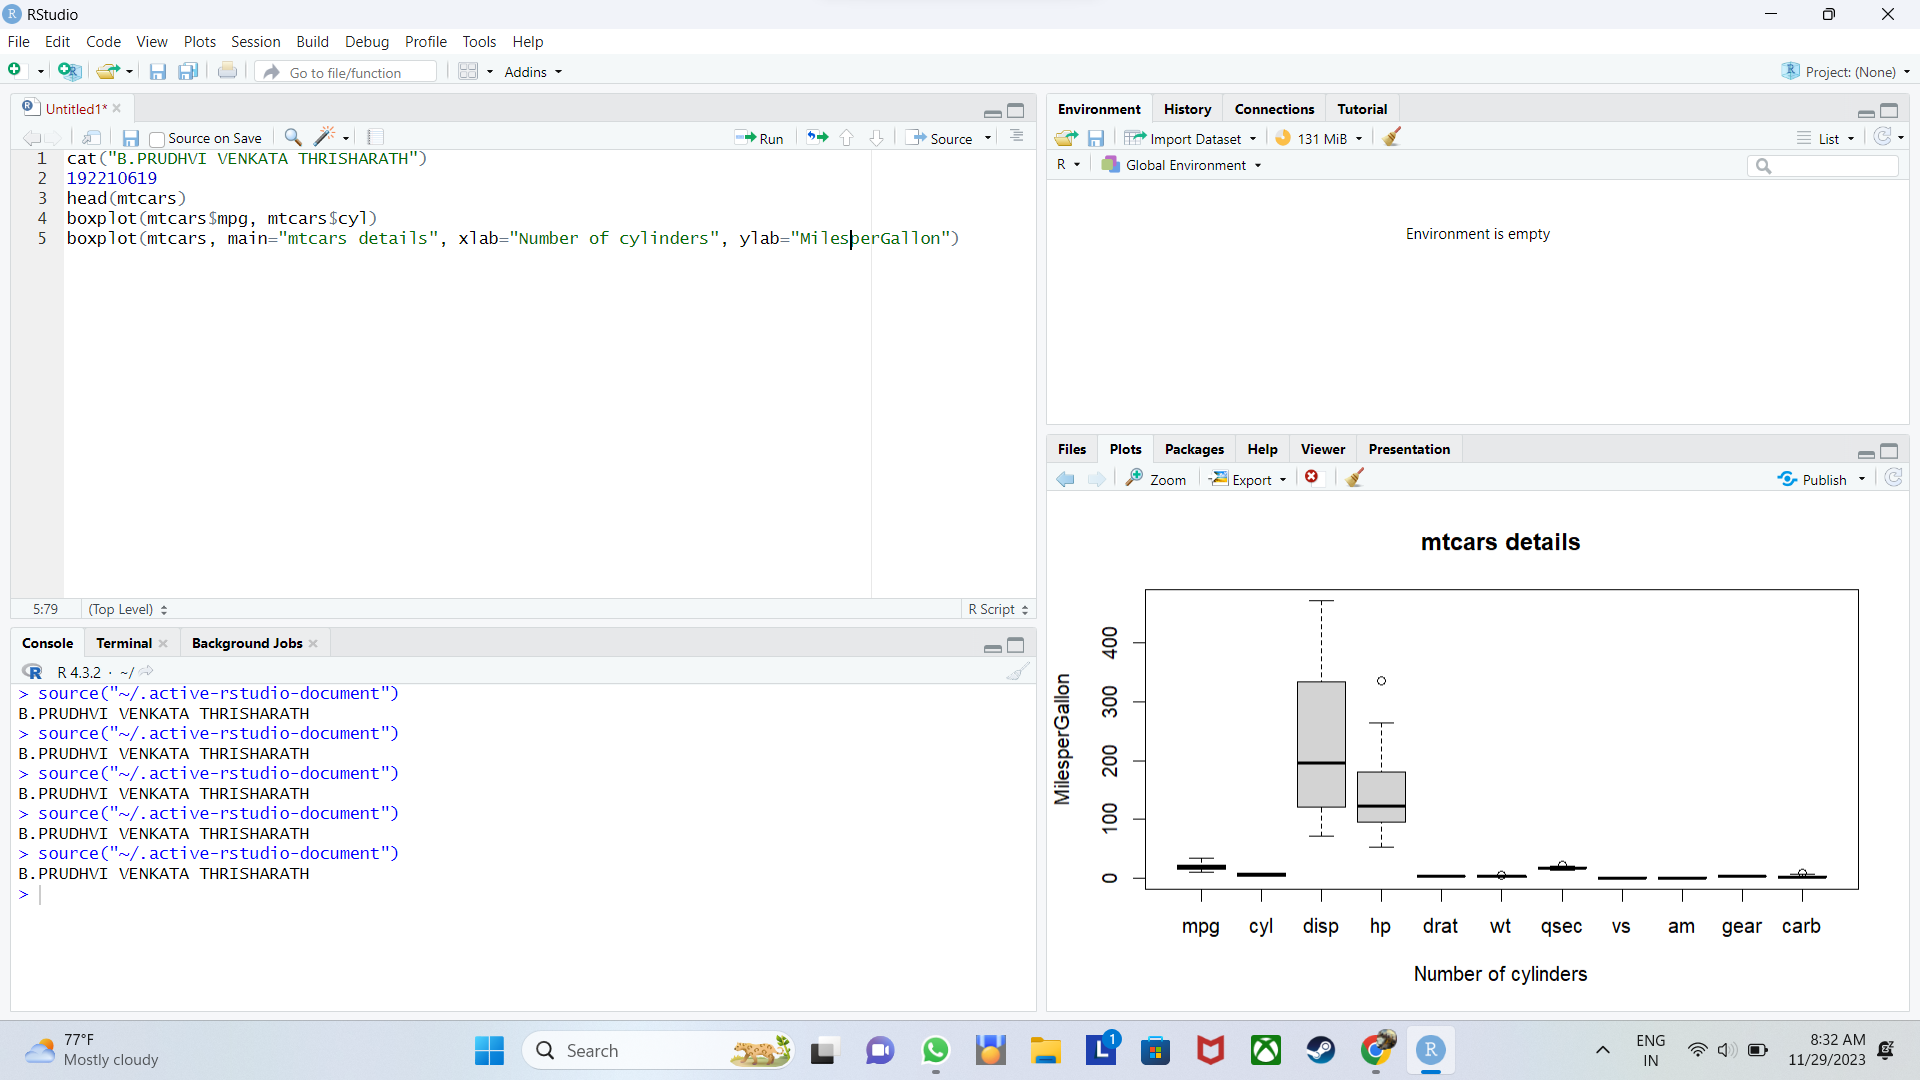 RStudio
File Edit Code View Plots Session Build Debug Profile Tools Help
Go to file/function Addins Project: (None)
Untitled1*
Source on Save Run Source
1 cat("B.PRUDHVI VENKATA THRISHARATH")
2 192210619
3 head(mtcars)
4 boxplot(mtcars$mpg, mtcars$cyl)
5 boxplot(mtcars, main="mtcars details", xlab="Number of cylinders", ylab="MilesperGallon")
5:79 (Top Level) R Script
Console Terminal Background Jobs
R 4.3.2 · ~/
> source("~/.active-rstudio-document")
B.PRUDHVI VENKATA THRISHARATH
> source("~/.active-rstudio-document")
B.PRUDHVI VENKATA THRISHARATH
> source("~/.active-rstudio-document")
B.PRUDHVI VENKATA THRISHARATH
> source("~/.active-rstudio-document")
B.PRUDHVI VENKATA THRISHARATH
> source("~/.active-rstudio-document")
B.PRUDHVI VENKATA THRISHARATH
>
Environment History Connections Tutorial
Import Dataset 131 MiB List
R Global Environment
Environment is empty
Files Plots Packages Help Viewer Presentation
Zoom Export Publish
mtcars details
MilesperGallon
400
300
200
100
0
mpg cyl disp hp drat wt qsec vs am gear carb
Number of cylinders
77°F
Mostly cloudy
Search
L 1
R
ENG
IN
8:32 AM
11/29/2023